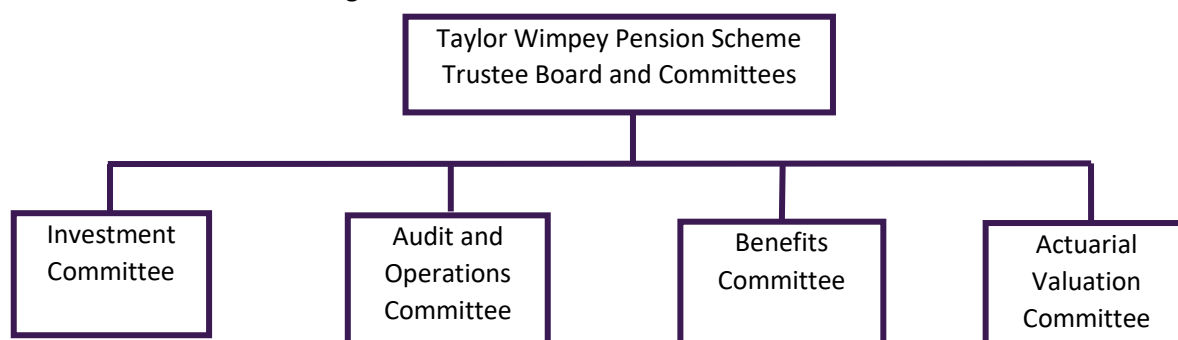 Taylor Wimpey Pension Scheme
Trustee Board and Committees
Investment
Committee
Audit and
Operations
Committee
Benefits
Committee
Actuarial
Valuation
Committee